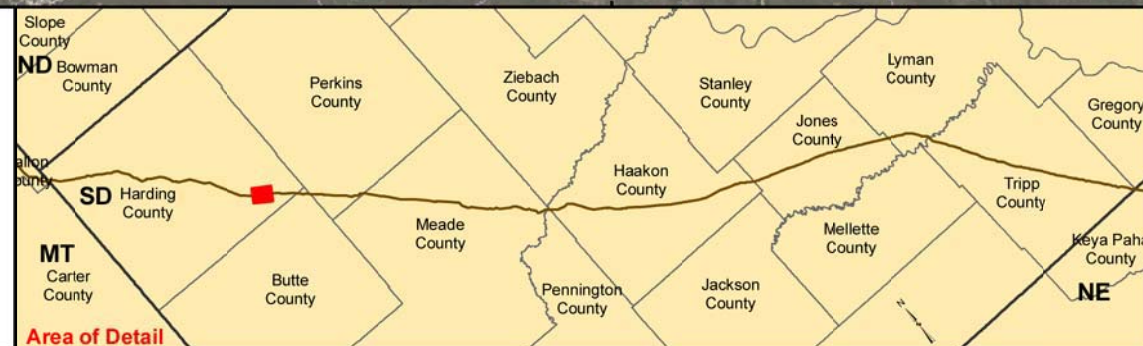 Slope
County
ND
Bowman
County
Perkins
County
Ziebach
County
Stanley
County
Lyman
County
Gregory
County
Jones
County
Haakon
County
SD
Harding
County
Tripp
County
Meade
County
Mellette
County
Keya Paha
County
MT
Carter
County
Butte
County
Pennington
County
Jackson
County
NE
N
Area of Detail